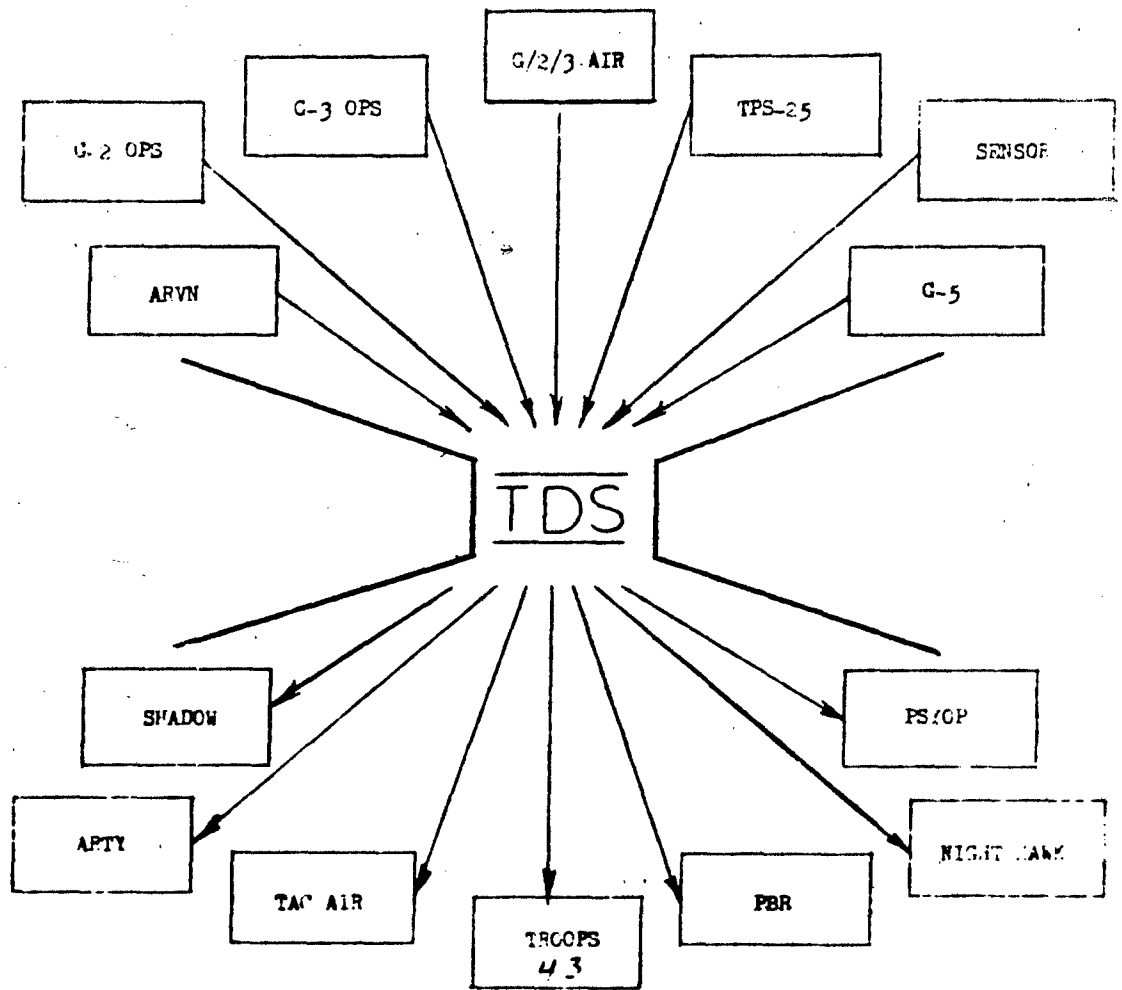 G/2/3 AIR
G-3 OPS
TPS-25
G-2 OPS
SENSOR
ARVN
G-5
TDS
SHADOW
PSYOP
ARTY
NIGHT HAWK
TAC AIR
PBR
TROOPS
43